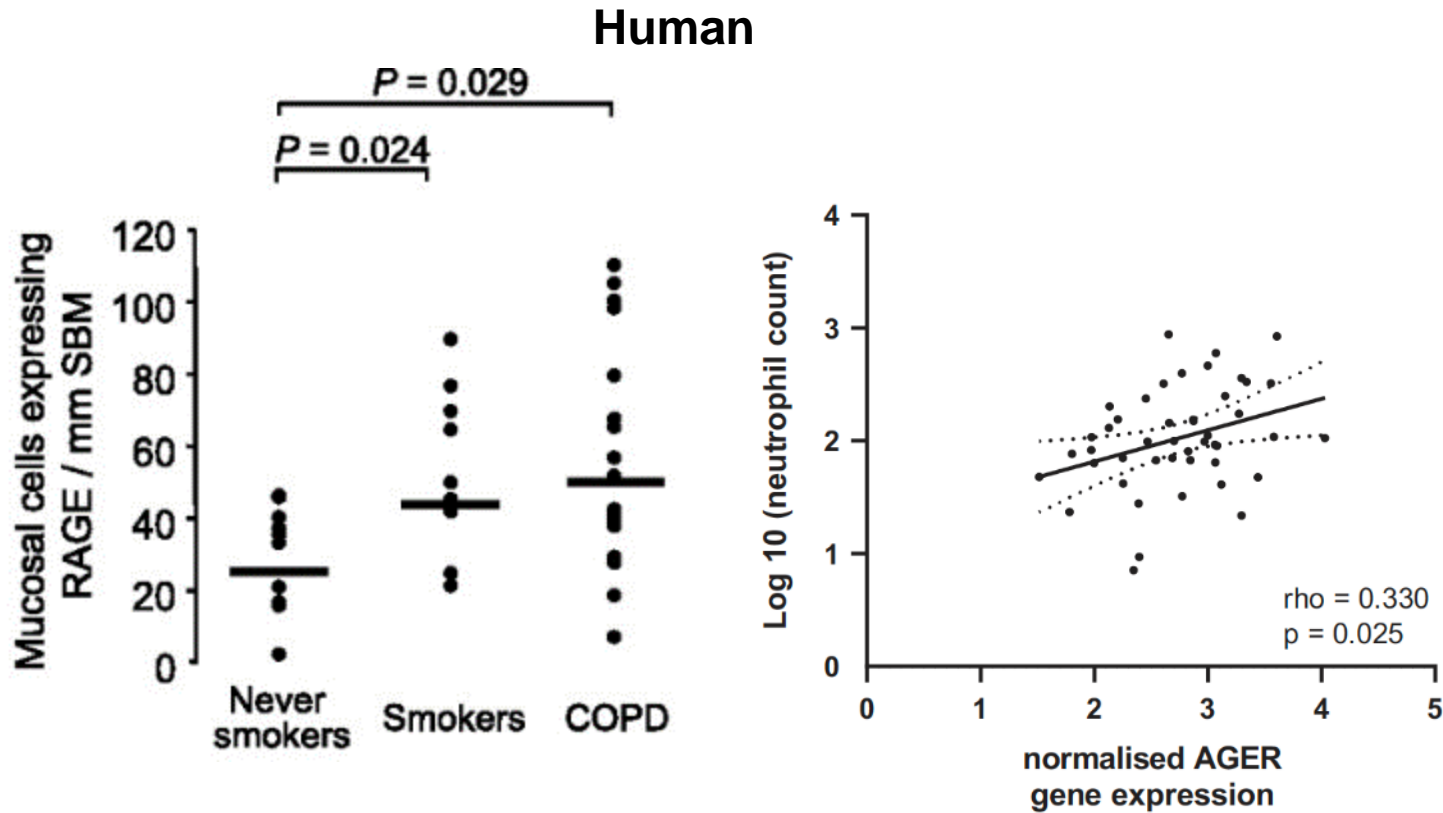 Human
P = 0.029
P = 0.024
Mucosal cells expressing
RAGE / mm SBM
120
100
80
60
40
20
0
Never
smokers
Smokers
COPD
Log 10 (neutrophil count)
4
3
2
1
0
rho = 0.330
p = 0.025
0 1 2 3 4 5
normalised AGER
gene expression